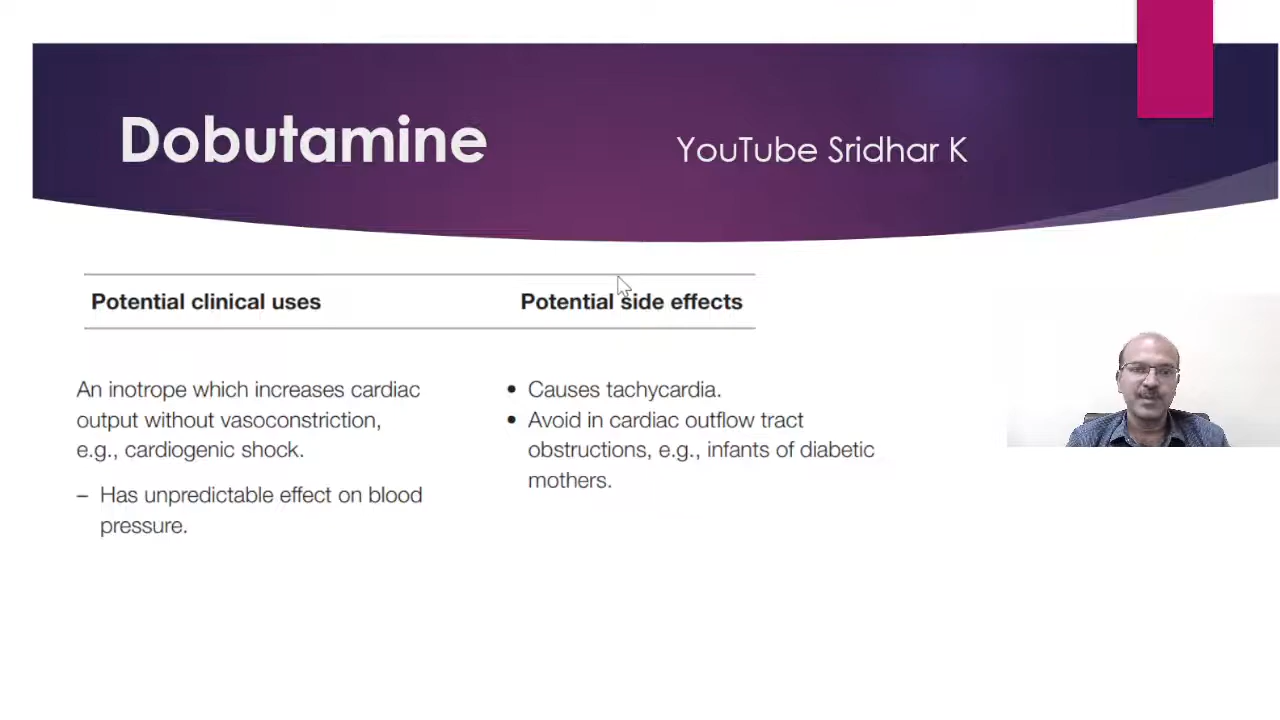 Dobutamine
YouTube Sridhar K
Potential clinical uses
Potential side effects
An inotrope which increases cardiac
output without vasoconstriction,
e.g., cardiogenic shock.
– Has unpredictable effect on blood
pressure.
• Causes tachycardia.
• Avoid in cardiac outflow tract
obstructions, e.g., infants of diabetic
mothers.